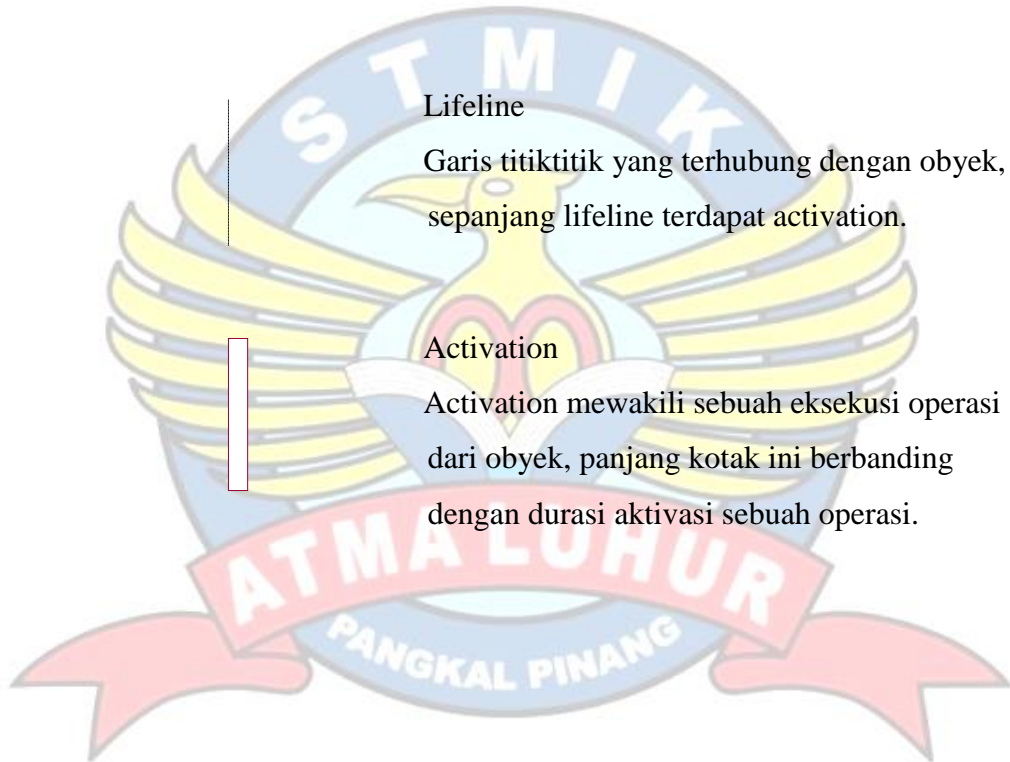 STMIK
Lifeline
Garis titiktitik yang terhubung dengan obyek,
sepanjang lifeline terdapat activation.
Activation
Activation mewakili sebuah eksekusi operasi
dari obyek, panjang kotak ini berbanding
dengan durasi aktivasi sebuah operasi.
ATMA LUHUR
PANGKAL PINANG